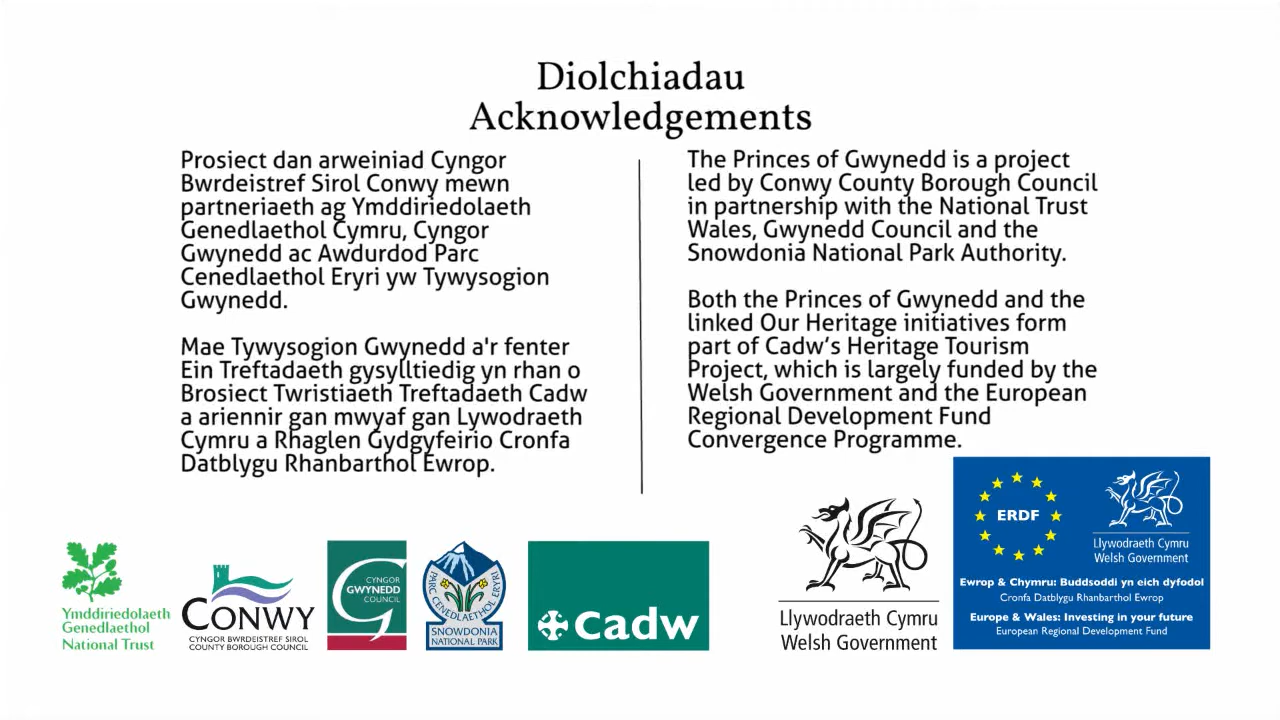 Diolchiadau
Acknowledgements
Prosiect dan arweiniad Cyngor
Bwrdeistref Sirol Conwy mewn
partneriaeth ag Ymddiriedolaeth
Genedlaethol Cymru, Cyngor
Gwynedd ac Awdurdod Parc
Cenedlaethol Eryri yw Tywysogion
Gwynedd.
Mae Tywysogion Gwynedd a'r fenter
Ein Treftadaeth gysylltiedig yn rhan o
Brosiect Twristiaeth Treftadaeth Cadw
a ariennir gan mwyaf gan Lywodraeth
Cymru a Rhaglen Gydgyfeirio Cronfa
Datblygu Rhanbarthol Ewrop.
The Princes of Gwynedd is a project
led by Conwy County Borough Council
in partnership with the National Trust
Wales, Gwynedd Council and the
Snowdonia National Park Authority.
Both the Princes of Gwynedd and the
linked Our Heritage initiatives form
part of Cadw’s Heritage Tourism
Project, which is largely funded by the
Welsh Government and the European
Regional Development Fund
Convergence Programme.
Ymddiriedolaeth
Genedlaethol
National Trust
CONWY
CYNGOR BWRDEISTREF SIROL
COUNTY BOROUGH COUNCIL
CYNGOR
GWYNEDD
COUNCIL
PARC CENEDLAETHOL ERYRI
SNOWDONIA
NATIONAL PARK
Cadw
Llywodraeth Cymru
Welsh Government
ERDF
Llywodraeth Cymru
Welsh Government
Ewrop & Chymru: Buddsoddi yn eich dyfodol
Cronfa Datblygu Rhanbarthol Ewrop
Europe & Wales: Investing in your future
European Regional Development Fund